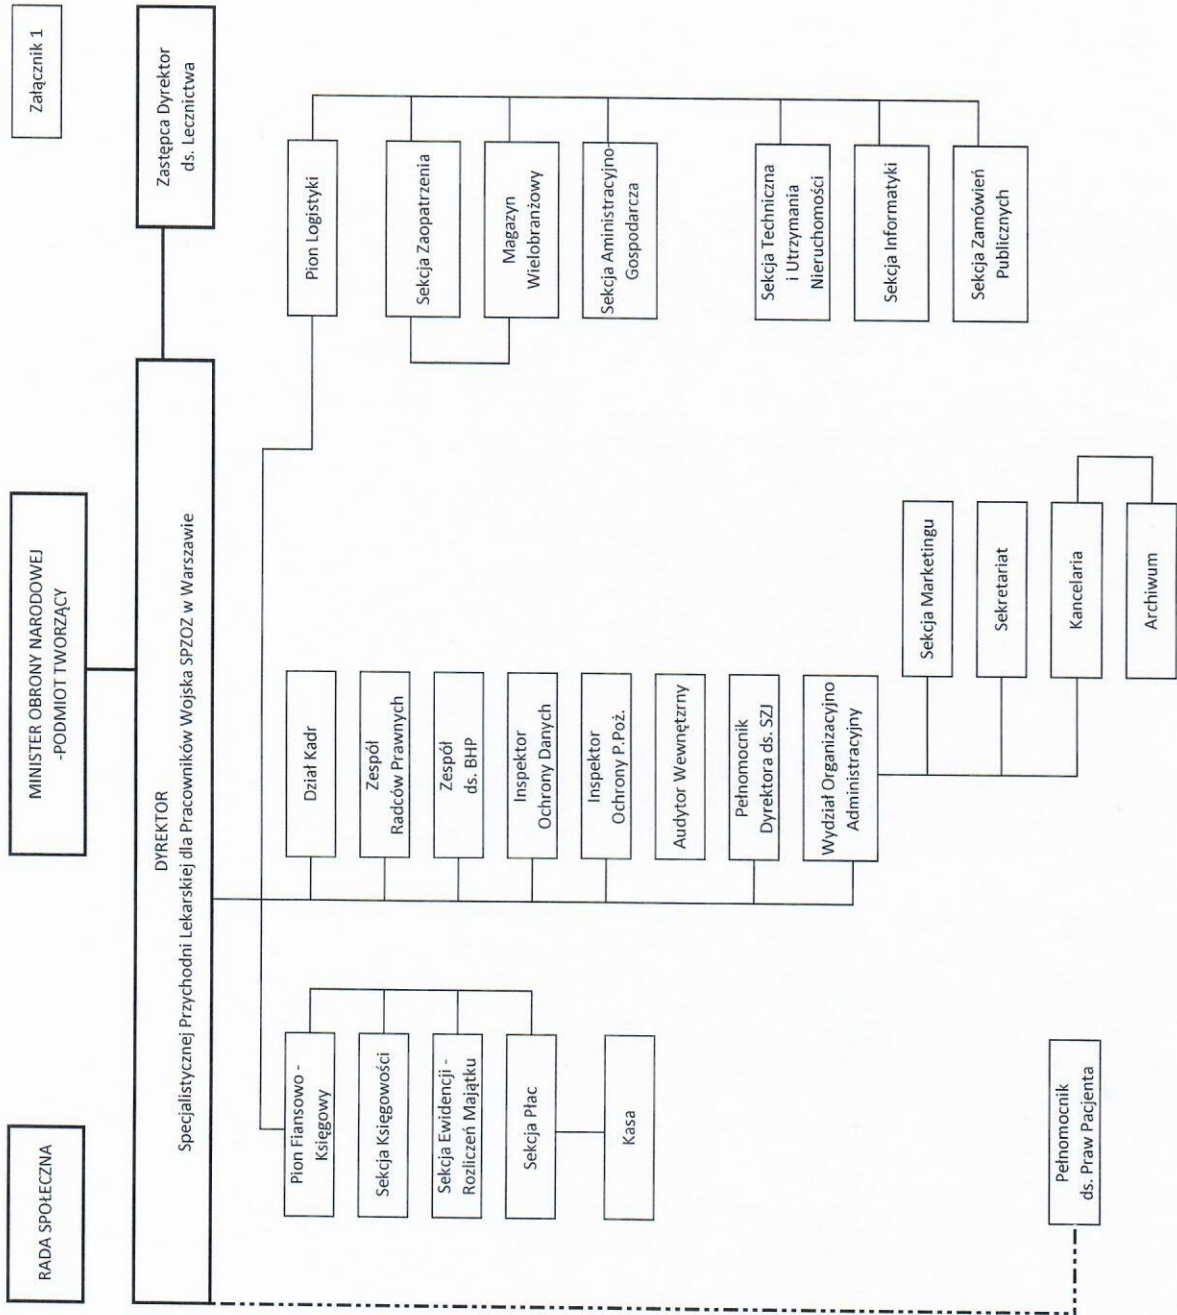 Załącznik 1
RADA SPOŁECZNA
MINISTER OBRONY NARODOWEJ
-PODMIOT TWORZĄCY
DYREKTOR
Specjalistycznej Przychodni Lekarskiej dla Pracowników Wojska SPZOZ w Warszawie
Zastępca Dyrektor
ds. Lecznictwa
Pion Fiansowo -
Księgowy
Sekcja Księgowości
Sekcja Ewidencji -
Rozliczeń Majątku
Sekcja Płac
Kasa
Pełnomocnik
ds. Praw Pacjenta
Dział Kadr
Zespół
Radców Prawnych
Zespół
ds. BHP
Inspektor
Ochrony Danych
Inspektor
Ochrony P.Poż.
Audytor Wewnętzrny
Pełnomocnik
Dyrektora ds. SZJ
Wydział Organizacyjno
Administracyjny
Sekcja Marketingu
Sekretariat
Kancelaria
Archiwum
Pion Logistyki
Sekcja Zaopatrzenia
Magazyn
Wielobranżowy
Sekcja Aministracyjno-
Gospodarcza
Sekcja Techniczna
i Utrzymania
Nieruchomości
Sekcja Informatyki
Sekcja Zamówień
Publicznych